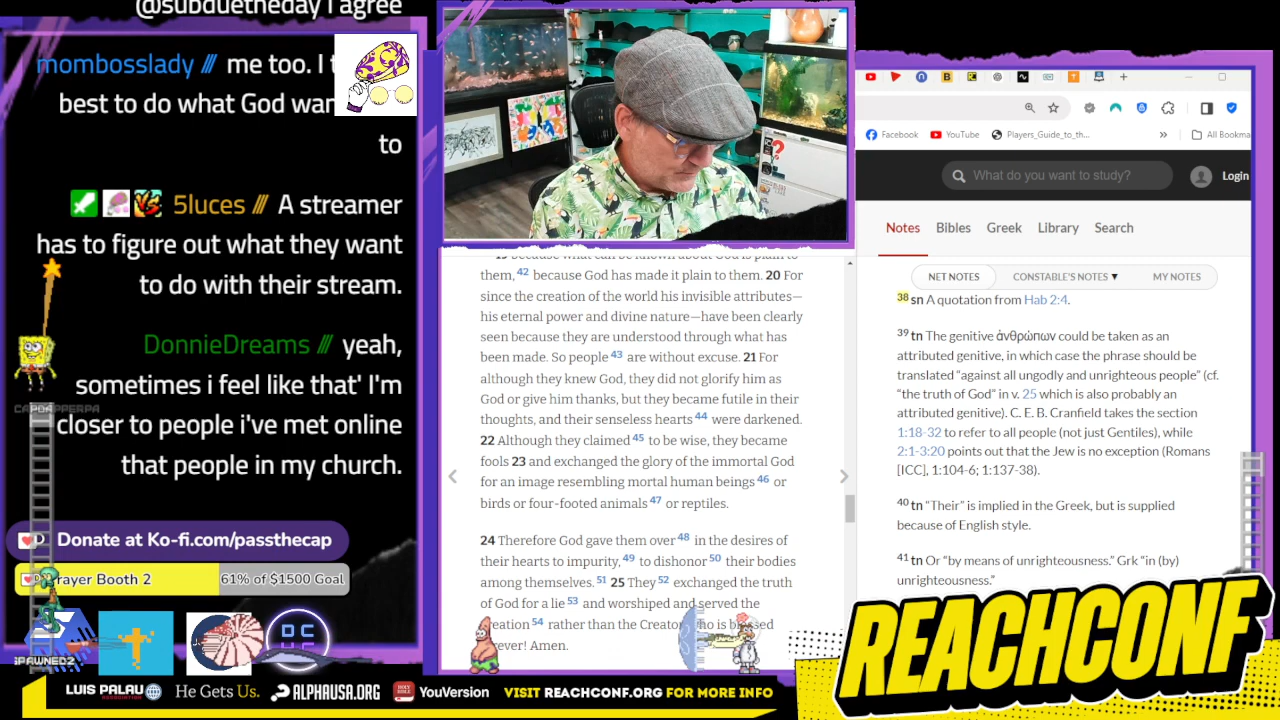 @subduetheday I agree
mombosslady /// me too. I t
best to do what God wan
to
5luces /// A streamer
has to figure out what they want
to do with their stream.
DonnieDreams /// yeah,
sometimes i feel like that' I'm
closer to people i've met online
that people in my church.
Donate at Ko-fi.com/passthecap
rayer Booth 2 61% of $1500 Goal
iPAWNED2
LUIS PALAU
ASSOCIATION
He Gets Us.
ALPHAUSA.ORG
HOLY BIBLE
YouVersion
VISIT REACHCONF.ORG FOR MORE INFO
because what can be known about God is plain to
them, 42 because God has made it plain to them. 20 For
since the creation of the world his invisible attributes—
his eternal power and divine nature—have been clearly
seen because they are understood through what has
been made. So people 43 are without excuse. 21 For
although they knew God, they did not glorify him as
God or give him thanks, but they became futile in their
thoughts, and their senseless hearts 44 were darkened.
22 Although they claimed 45 to be wise, they became
fools 23 and exchanged the glory of the immortal God
for an image resembling mortal human beings 46 or
birds or four-footed animals 47 or reptiles.
24 Therefore God gave them over 48 in the desires of
their hearts to impurity, 49 to dishonor 50 their bodies
among themselves. 51 25 They 52 exchanged the truth
of God for a lie 53 and worshiped and served the
creation 54 rather than the Creator, who is blessed
forever! Amen.
Facebook YouTube Players_Guide_to_th... » All Bookma
What do you want to study? Login
Notes Bibles Greek Library Search
NET NOTES CONSTABLE'S NOTES ▼ MY NOTES
38 sn A quotation from Hab 2:4.
39 tn The genitive ἀνθρώπων could be taken as an
attributed genitive, in which case the phrase should be
translated “against all ungodly and unrighteous people” (cf.
“the truth of God” in v. 25 which is also probably an
attributed genitive). C. E. B. Cranfield takes the section
1:18-32 to refer to all people (not just Gentiles), while
2:1-3:20 points out that the Jew is no exception (Romans
[ICC], 1:104-6; 1:137-38).
40 tn “Their” is implied in the Greek, but is supplied
because of English style.
41 tn Or “by means of unrighteousness.” Grk “in (by)
unrighteousness.”
REACHCONF